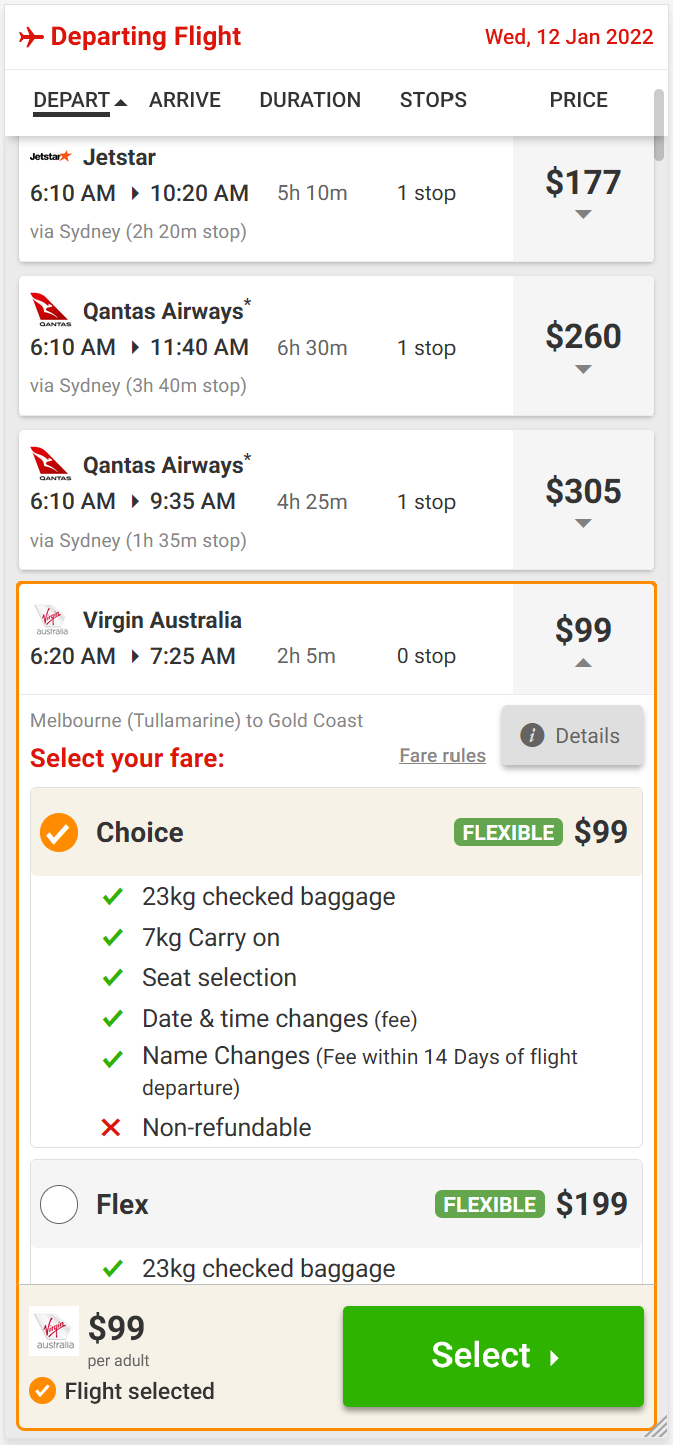 Departing Flight Wed, 12 Jan 2022
DEPART ARRIVE DURATION STOPS PRICE
Jetstar Jetstar
$177
6:10 AM 10:20 AM 5h 10m 1 stop
via Sydney (2h 20m stop)
QANTAS Qantas Airways*
$260
6:10 AM 11:40 AM 6h 30m 1 stop
via Sydney (3h 40m stop)
QANTAS Qantas Airways*
$305
6:10 AM 9:35 AM 4h 25m 1 stop
via Sydney (1h 35m stop)
Virgin australia Virgin Australia
$99
6:20 AM 7:25 AM 2h 5m 0 stop
Melbourne (Tullamarine) to Gold Coast
i Details
Select your fare: Fare rules
Choice FLEXIBLE $99
23kg checked baggage
7kg Carry on
Seat selection
Date & time changes (fee)
Name Changes (Fee within 14 Days of flight
departure)
Non-refundable
Flex FLEXIBLE $199
23kg checked baggage
Virgin australia $99
per adult
Select
Flight selected